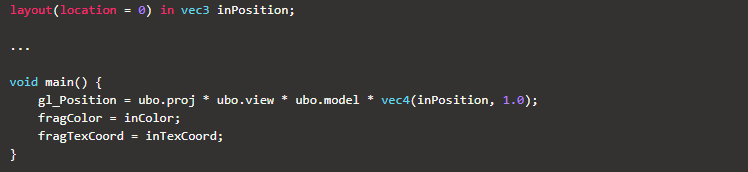 layout(location = 0) in vec3 inPosition;
...
void main() {
    gl_Position = ubo.proj * ubo.view * ubo.model * vec4(inPosition, 1.0);
    fragColor = inColor;
    fragTexCoord = inTexCoord;
}